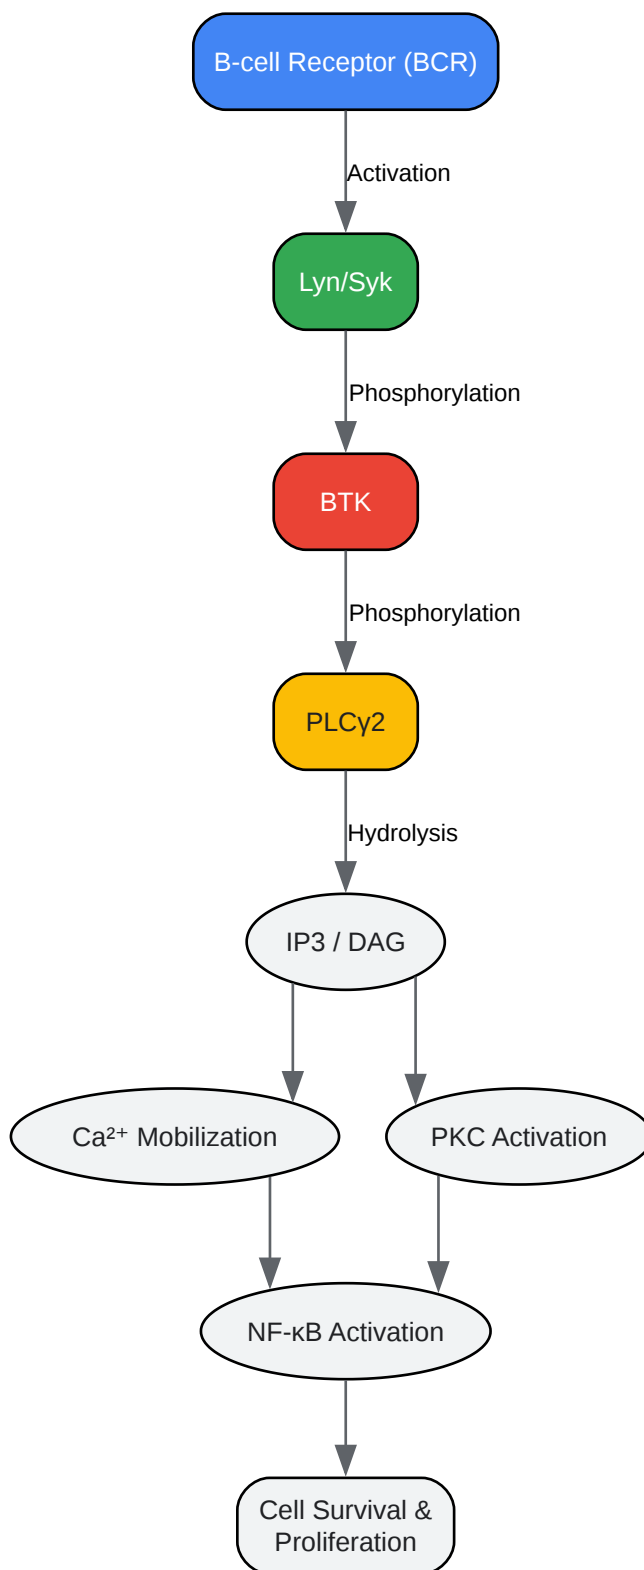 B-cell Receptor (BCR)
Activation
Lyn/Syk
Phosphorylation
BTK
Phosphorylation
PLCγ2
Hydrolysis
IP3 / DAG
Ca²⁺ Mobilization
PKC Activation
NF-κB Activation
Cell Survival &
Proliferation